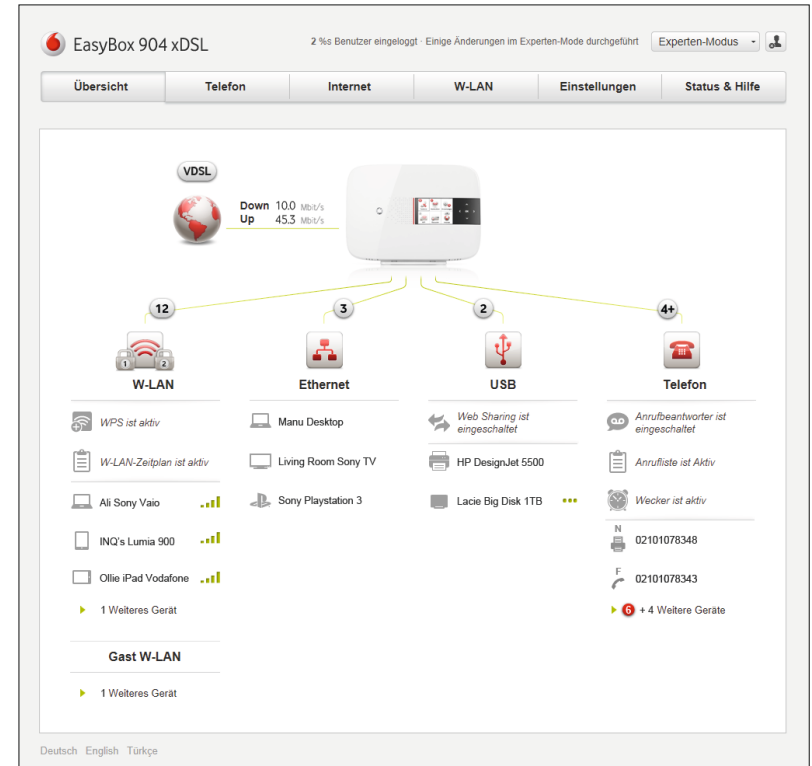 EasyBox 904 xDSL
2 %s Benutzer eingeloggt · Einige Änderungen im Experten-Mode durchgeführt
Experten-Modus
Übersicht
Telefon
Internet
W-LAN
Einstellungen
Status & Hilfe
VDSL
Down 10.0 Mbit/s
Up 45.3 Mbit/s
12
3
2
4+
1
2
W-LAN
WPS ist aktiv
W-LAN-Zeitplan ist aktiv
Ali Sony Vaio
INQ's Lumia 900
Ollie iPad Vodafone
1 Weiteres Gerät
Gast W-LAN
1 Weiteres Gerät
Ethernet
Manu Desktop
Living Room Sony TV
Sony Playstation 3
USB
Web Sharing ist
eingeschaltet
HP DesignJet 5500
Lacie Big Disk 1TB
Telefon
Anrufbeantworter ist
eingeschaltet
Anrufliste ist Aktiv
Wecker ist aktiv
N
02101078348
F
02101078343
6 + 4 Weitere Geräte
Deutsch English Türkçe